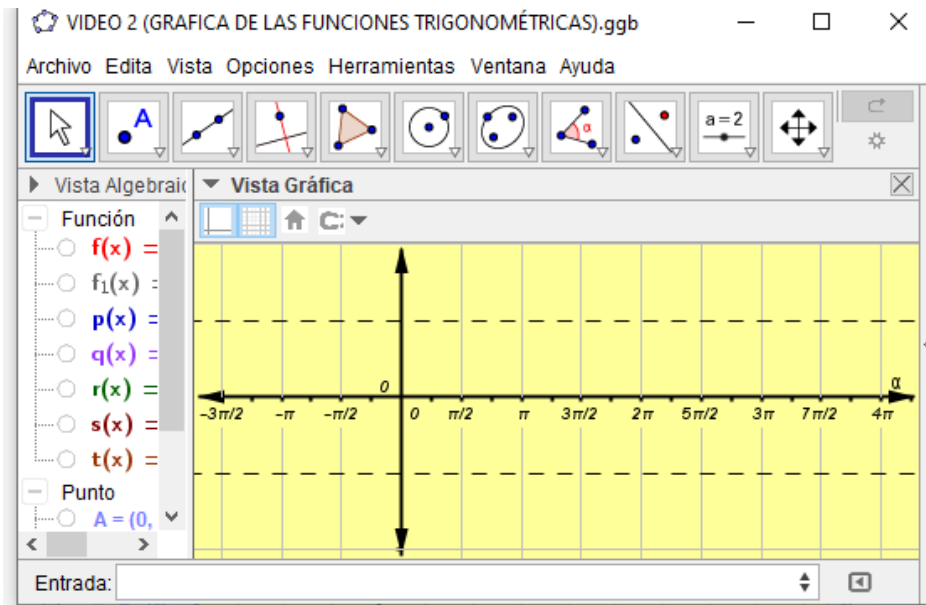 VIDEO 2 (GRAFICA DE LAS FUNCIONES TRIGONOMÉTRICAS).ggb
Archivo Edita Vista Opciones Herramientas Ventana Ayuda
A α a = 2
Vista Algebraic Vista Gráfica
Función
f(x) =
f₁(x) =
p(x) =
q(x) =
r(x) =
s(x) =
t(x) =
Punto
A = (0,
0 α
-3π/2 -π -π/2 0 π/2 π 3π/2 2π 5π/2 3π 7π/2 4π
Entrada: